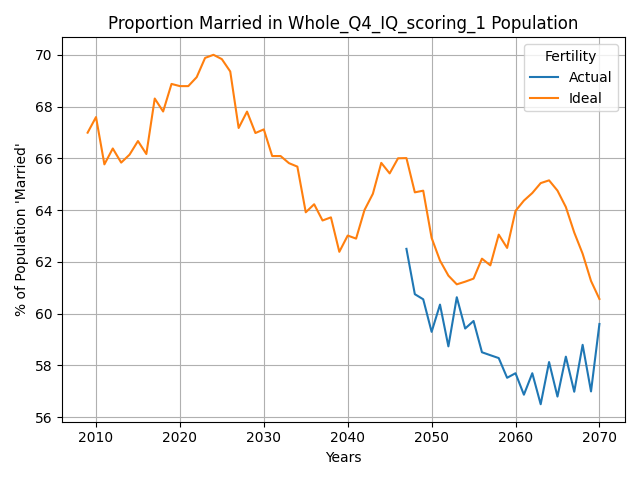 Proportion Married in Whole_Q4_IQ_scoring_1 Population
% of Population 'Married'
70
68
66
64
62
60
58
56
Fertility
Actual
Ideal
2010 2020 2030 2040 2050 2060 2070
Years